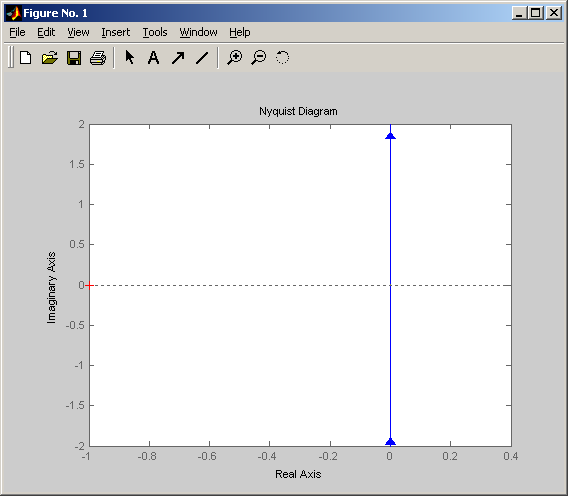 Figure No. 1
File Edit View Insert Tools Window Help
A
Nyquist Diagram
2
1.5
1
0.5
0
-0.5
-1
-1.5
-2
Imaginary Axis
-1 -0.8 -0.6 -0.4 -0.2 0 0.2 0.4
Real Axis